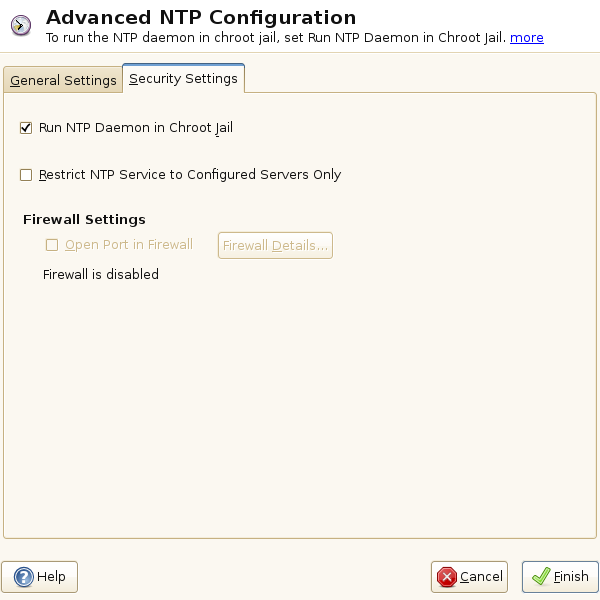 Advanced NTP Configuration
To run the NTP daemon in chroot jail, set Run NTP Daemon in Chroot Jail. more
General Settings
Security Settings
Run NTP Daemon in Chroot Jail
Restrict NTP Service to Configured Servers Only
Firewall Settings
Open Port in Firewall
Firewall Details...
Firewall is disabled
Help
Cancel
Finish